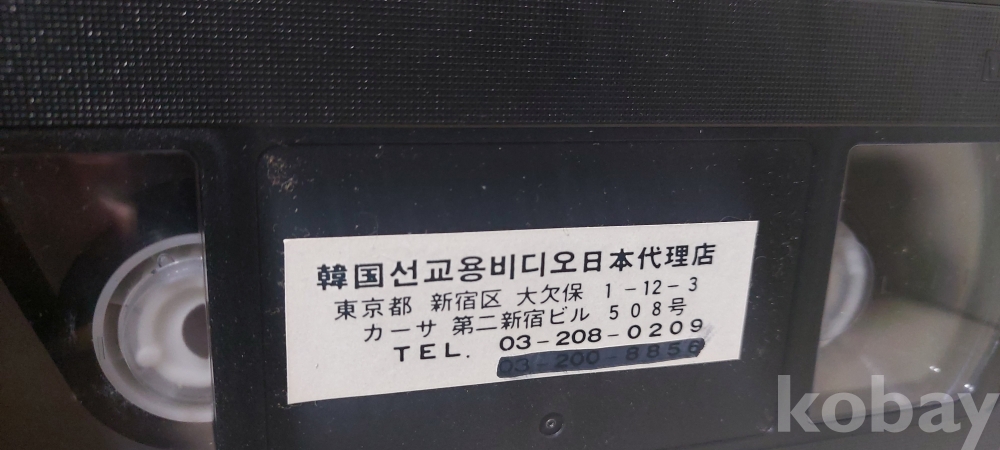 韓国선교용비디오日本代理店
東京都 新宿区 大欠保 1-12-3
カーサ 第二新宿ビル 508号
TEL. 03-208-0209
03-200-8856
kobay